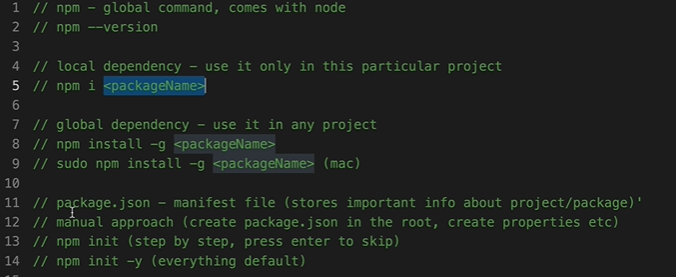 1 // npm - global command, comes with node
2 // npm --version
3
4 // local dependency - use it only in this particular project
5 // npm i <packageName>
6
7 // global dependency - use it in any project
8 // npm install -g <packageName>
9 // sudo npm install -g <packageName> (mac)
10
11 // package.json - manifest file (stores important info about project/package)'
12 // manual approach (create package.json in the root, create properties etc)
13 // npm init (step by step, press enter to skip)
14 // npm init -y (everything default)